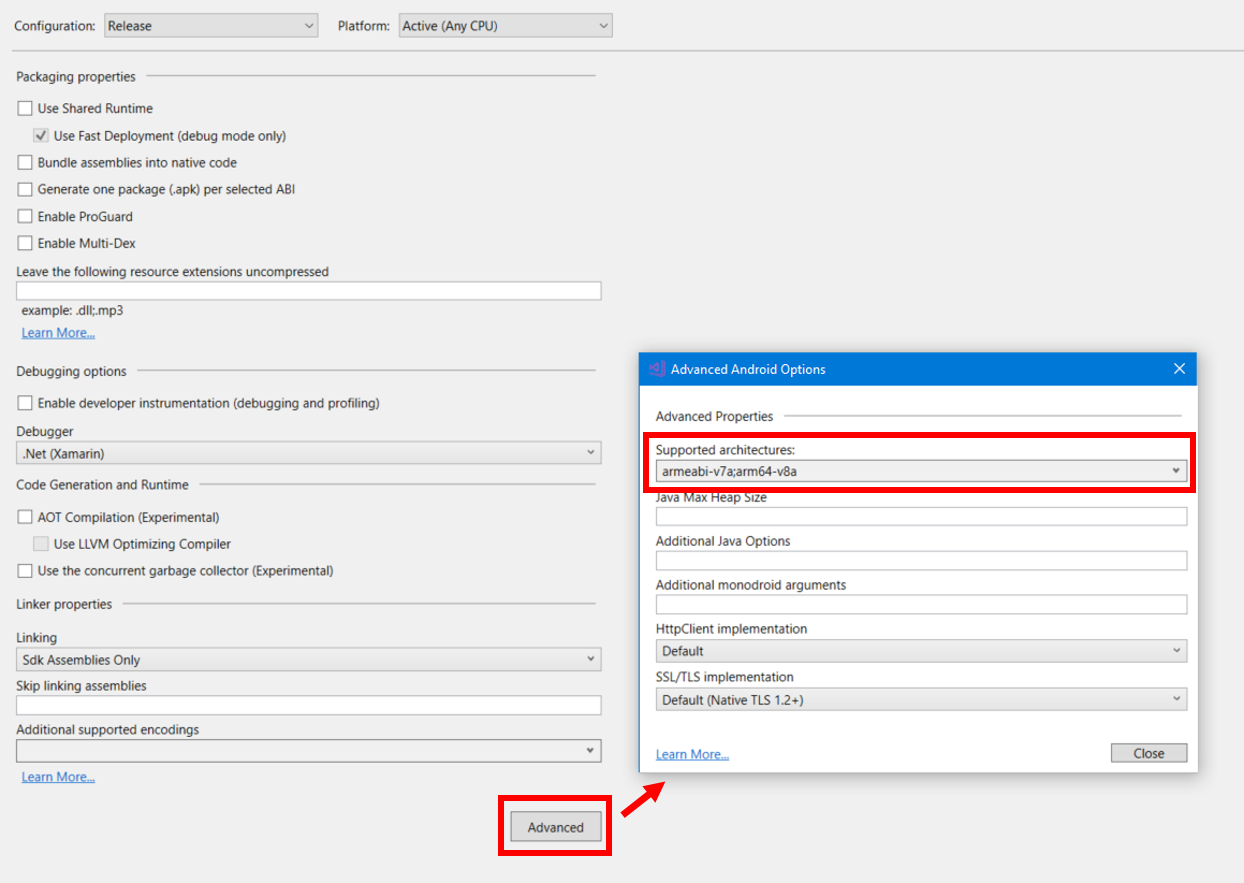 Configuration: Release Platform: Active (Any CPU)
Packaging properties
Use Shared Runtime
Use Fast Deployment (debug mode only)
Bundle assemblies into native code
Generate one package (.apk) per selected ABI
Enable ProGuard
Enable Multi-Dex
Leave the following resource extensions uncompressed
example: .dll;.mp3
Learn More...
Debugging options
Enable developer instrumentation (debugging and profiling)
Debugger
.Net (Xamarin)
Code Generation and Runtime
AOT Compilation (Experimental)
Use LLVM Optimizing Compiler
Use the concurrent garbage collector (Experimental)
Linker properties
Linking
Sdk Assemblies Only
Skip linking assemblies
Additional supported encodings
Learn More...
Advanced
Advanced Android Options
Advanced Properties
Supported architectures:
armeabi-v7a;arm64-v8a
Java Max Heap Size
Additional Java Options
Additional monodroid arguments
HttpClient implementation
Default
SSL/TLS implementation
Default (Native TLS 1.2+)
Learn More...
Close